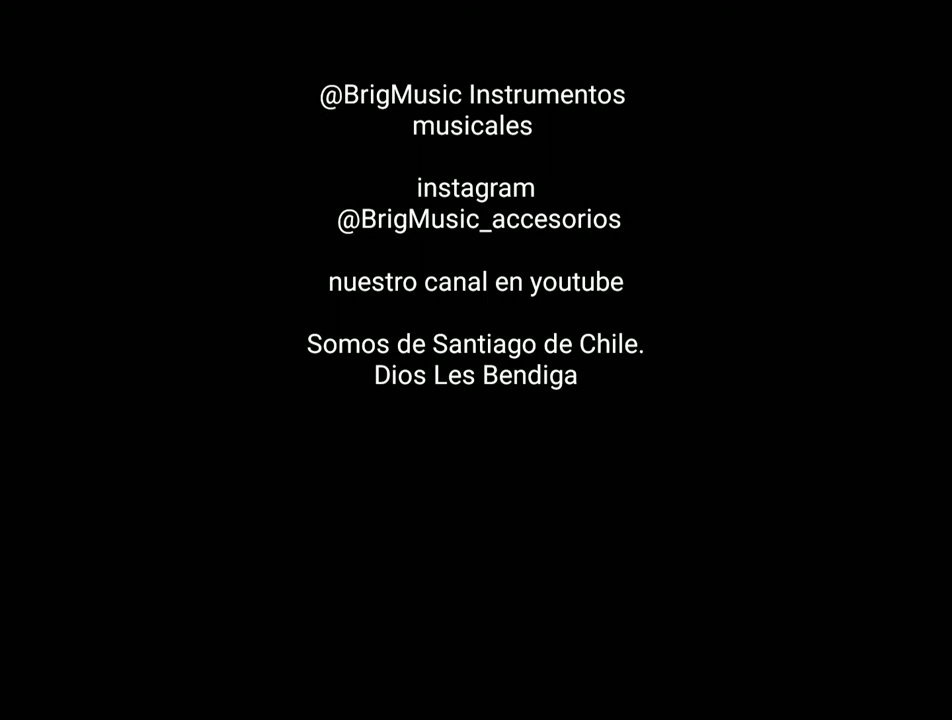 @BrigMusic Instrumentos
musicales
instagram
@BrigMusic_accesorios
nuestro canal en youtube
Somos de Santiago de Chile.
Dios Les Bendiga